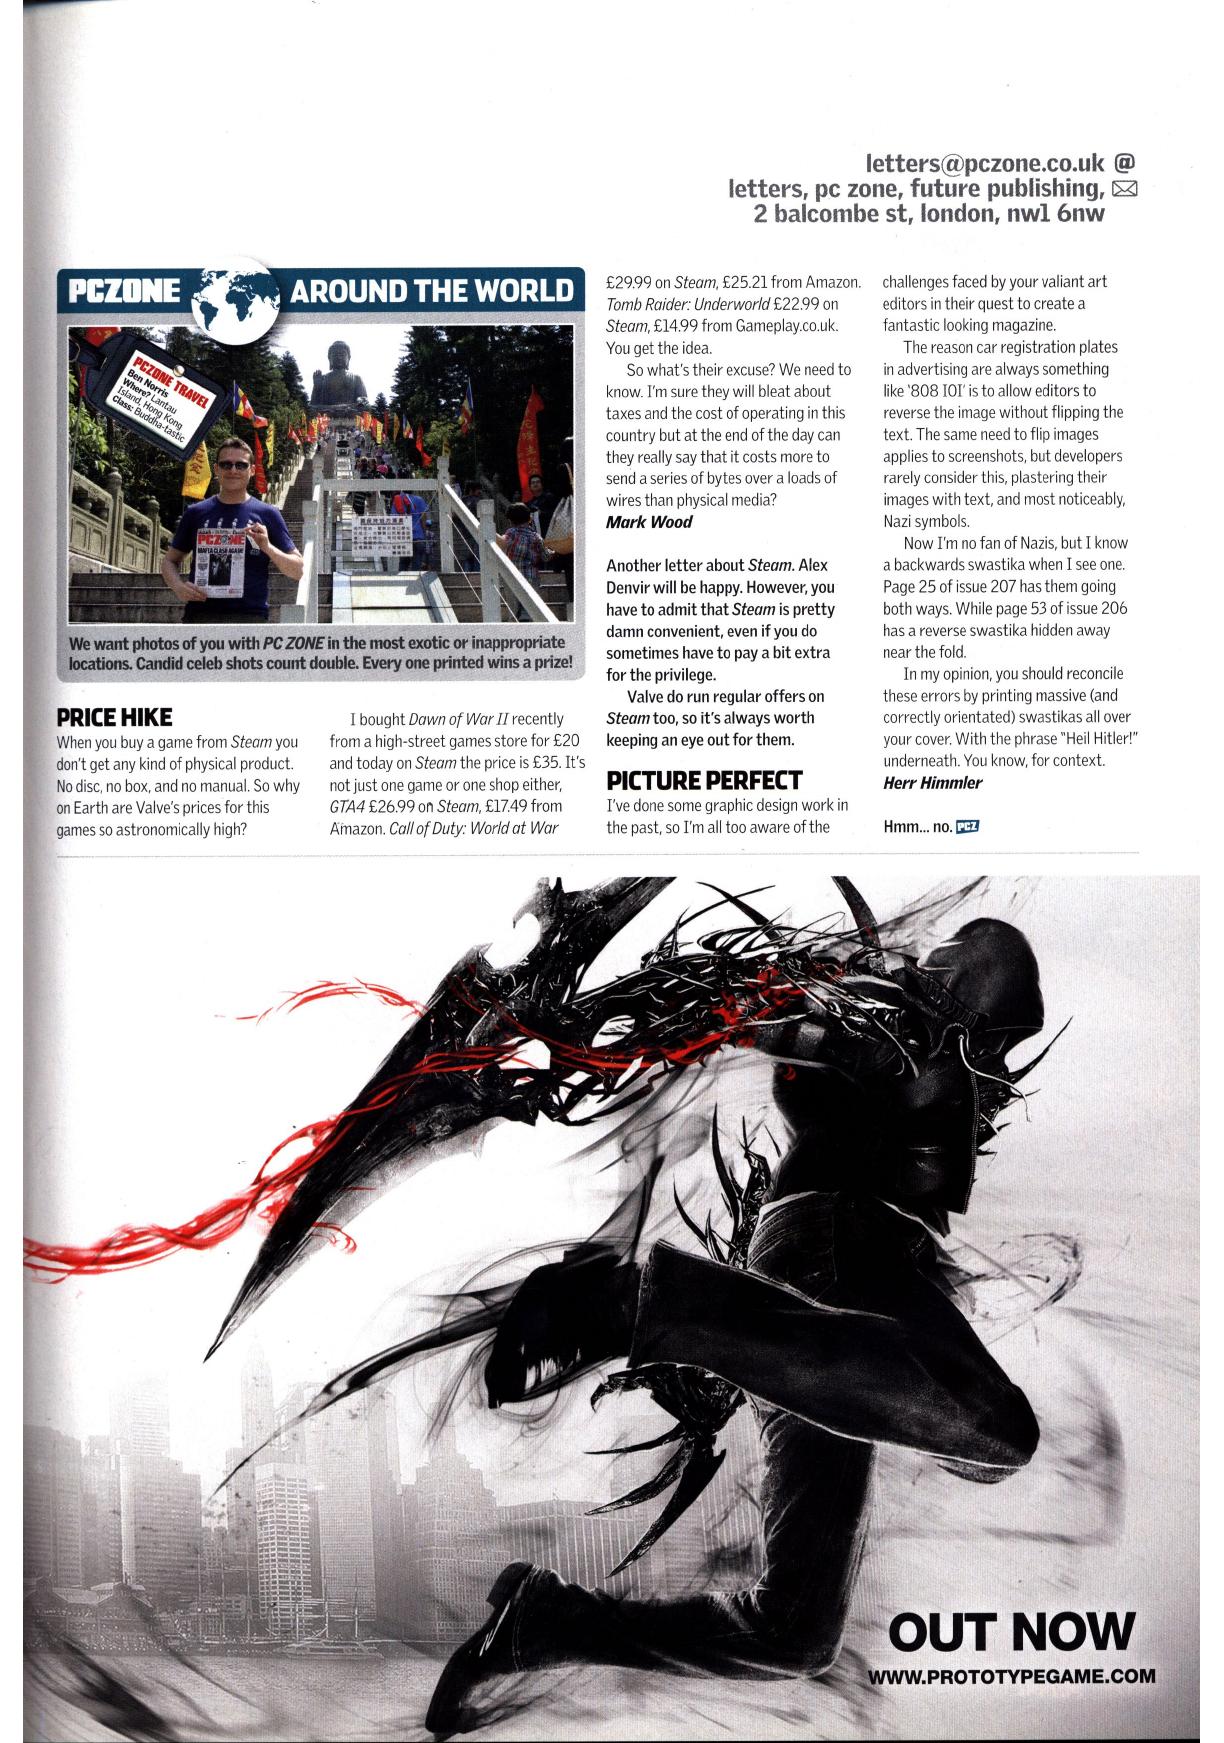 letters@pczone.co.uk @
letters, pc zone, future publishing,
2 balcombe st, london, nw1 6nw
PCZONE AROUND THE WORLD
PCZONE TRAVEL
Ben Norris
Where? Lantau
Island, Hong Kong
Class: Buddha-tastic
PCZONE
MAFIA CLASH AGAIN!
We want photos of you with PC ZONE in the most exotic or inappropriate
locations. Candid celeb shots count double. Every one printed wins a prize!
PRICE HIKE
When you buy a game from Steam you
don't get any kind of physical product.
No disc, no box, and no manual. So why
on Earth are Valve's prices for this
games so astronomically high?
I bought Dawn of War II recently
from a high-street games store for £20
and today on Steam the price is £35. It's
not just one game or one shop either,
GTA4 £26.99 on Steam, £17.49 from
Amazon. Call of Duty: World at War
£29.99 on Steam, £25.21 from Amazon.
Tomb Raider: Underworld £22.99 on
Steam, £14.99 from Gameplay.co.uk.
You get the idea.
So what's their excuse? We need to
know. I'm sure they will bleat about
taxes and the cost of operating in this
country but at the end of the day can
they really say that it costs more to
send a series of bytes over a loads of
wires than physical media?
Mark Wood
Another letter about Steam. Alex
Denvir will be happy. However, you
have to admit that Steam is pretty
damn convenient, even if you do
sometimes have to pay a bit extra
for the privilege.
Valve do run regular offers on
Steam too, so it's always worth
keeping an eye out for them.
PICTURE PERFECT
I've done some graphic design work in
the past, so I'm all too aware of the
challenges faced by your valiant art
editors in their quest to create a
fantastic looking magazine.
The reason car registration plates
in advertising are always something
like '808 IOI' is to allow editors to
reverse the image without flipping the
text. The same need to flip images
applies to screenshots, but developers
rarely consider this, plastering their
images with text, and most noticeably,
Nazi symbols.
Now I'm no fan of Nazis, but I know
a backwards swastika when I see one.
Page 25 of issue 207 has them going
both ways. While page 53 of issue 206
has a reverse swastika hidden away
near the fold.
In my opinion, you should reconcile
these errors by printing massive (and
correctly orientated) swastikas all over
your cover. With the phrase "Heil Hitler!"
underneath. You know, for context.
Herr Himmler
Hmm... no. PCZ
OUT NOW
WWW.PROTOTYPEGAME.COM